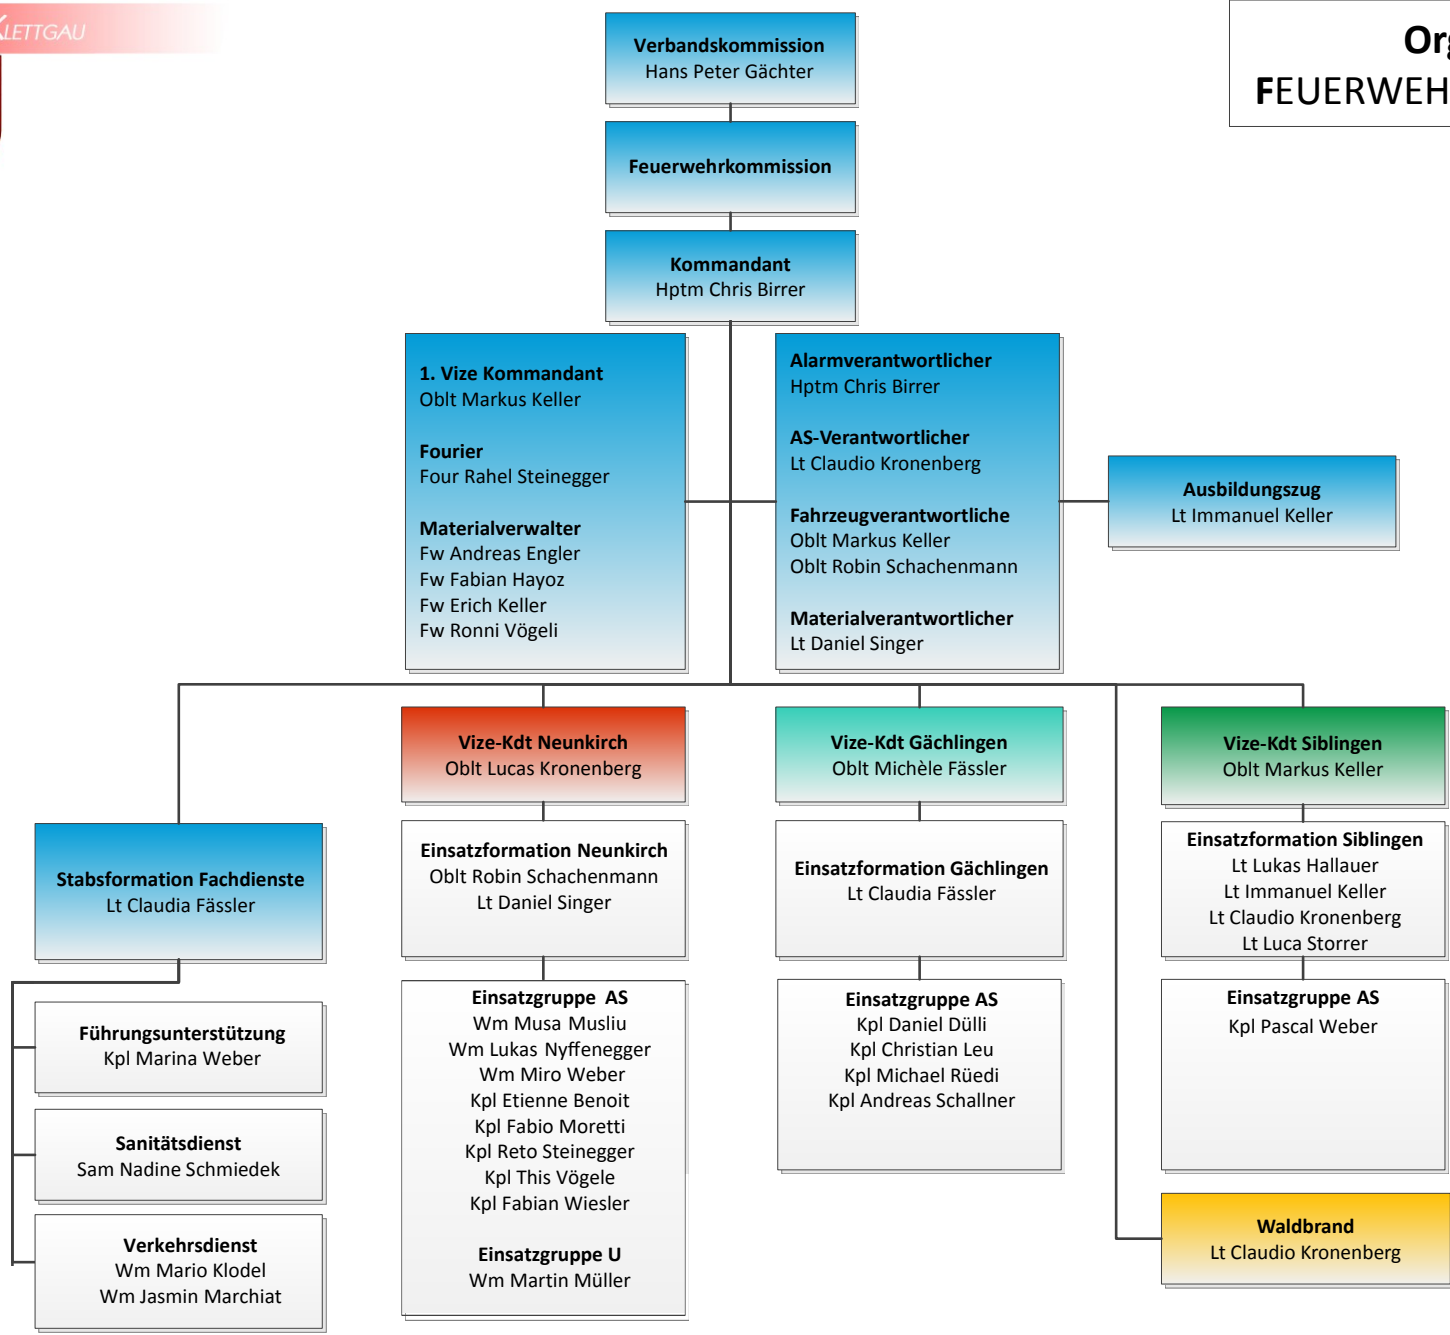 KLETTGAU
Verbandskommission
Hans Peter Gächter
Feuerwehrkommission
Kommandant
Hptm Chris Birrer
1. Vize Kommandant
Oblt Markus Keller
Fourier
Four Rahel Steinegger
Materialverwalter
Fw Andreas Engler
Fw Fabian Hayoz
Fw Erich Keller
Fw Ronni Vögeli
Alarmverantwortlicher
Hptm Chris Birrer
AS-Verantwortlicher
Lt Claudio Kronenberg
Fahrzeugverantwortliche
Oblt Markus Keller
Oblt Robin Schachenmann
Materialverantwortlicher
Lt Daniel Singer
Ausbildungszug
Lt Immanuel Keller
Vize-Kdt Neunkirch
Oblt Lucas Kronenberg
Vize-Kdt Gächlingen
Oblt Michèle Fässler
Vize-Kdt Siblingen
Oblt Markus Keller
Stabsformation Fachdienste
Lt Claudia Fässler
Einsatzformation Neunkirch
Oblt Robin Schachenmann
Lt Daniel Singer
Einsatzformation Gächlingen
Lt Claudia Fässler
Einsatzformation Siblingen
Lt Lukas Hallauer
Lt Immanuel Keller
Lt Claudio Kronenberg
Lt Luca Storrer
Führungsunterstützung
Kpl Marina Weber
Sanitätsdienst
Sam Nadine Schmiedek
Verkehrsdienst
Wm Mario Klodel
Wm Jasmin Marchiat
Einsatzgruppe AS
Wm Musa Musliu
Wm Lukas Nyffenegger
Wm Miro Weber
Kpl Etienne Benoit
Kpl Fabio Moretti
Kpl Reto Steinegger
Kpl This Vögele
Kpl Fabian Wiesler
Einsatzgruppe U
Wm Martin Müller
Einsatzgruppe AS
Kpl Daniel Dülli
Kpl Christian Leu
Kpl Michael Rüedi
Kpl Andreas Schallner
Einsatzgruppe AS
Kpl Pascal Weber
Waldbrand
Lt Claudio Kronenberg